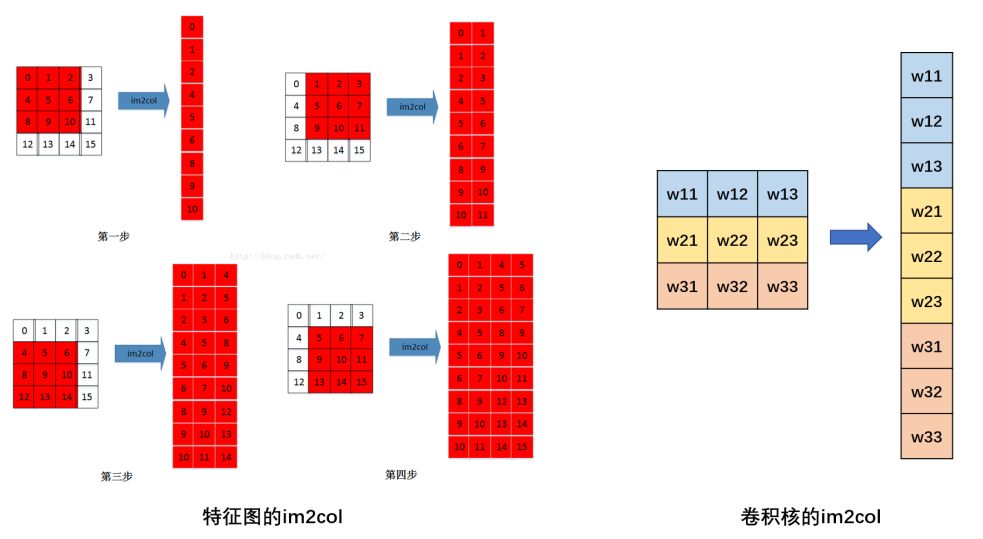 0 1 2 3
4 5 6 7
8 9 10 11
12 13 14 15
im2col
0
1
2
4
5
6
8
9
10
第一步
0 1 2 3
4 5 6 7
8 9 10 11
12 13 14 15
im2col
0 1
1 2
2 3
4 5
5 6
6 7
8 9
9 10
10 11
第二步
http://blog.csdn.net/
0 1 2 3
4 5 6 7
8 9 10 11
12 13 14 15
im2col
0 1 4
1 2 5
2 3 6
4 5 8
5 6 9
6 7 10
8 9 12
9 10 13
10 11 14
第三步
0 1 2 3
4 5 6 7
8 9 10 11
12 13 14 15
im2col
0 1 4 5
1 2 5 6
2 3 6 7
4 5 8 9
5 6 9 10
6 7 10 11
8 9 12 13
9 10 13 14
10 11 14 15
第四步
特征图的im2col
w11 w12 w13
w21 w22 w23
w31 w32 w33
w11
w12
w13
w21
w22
w23
w31
w32
w33
卷积核的im2col